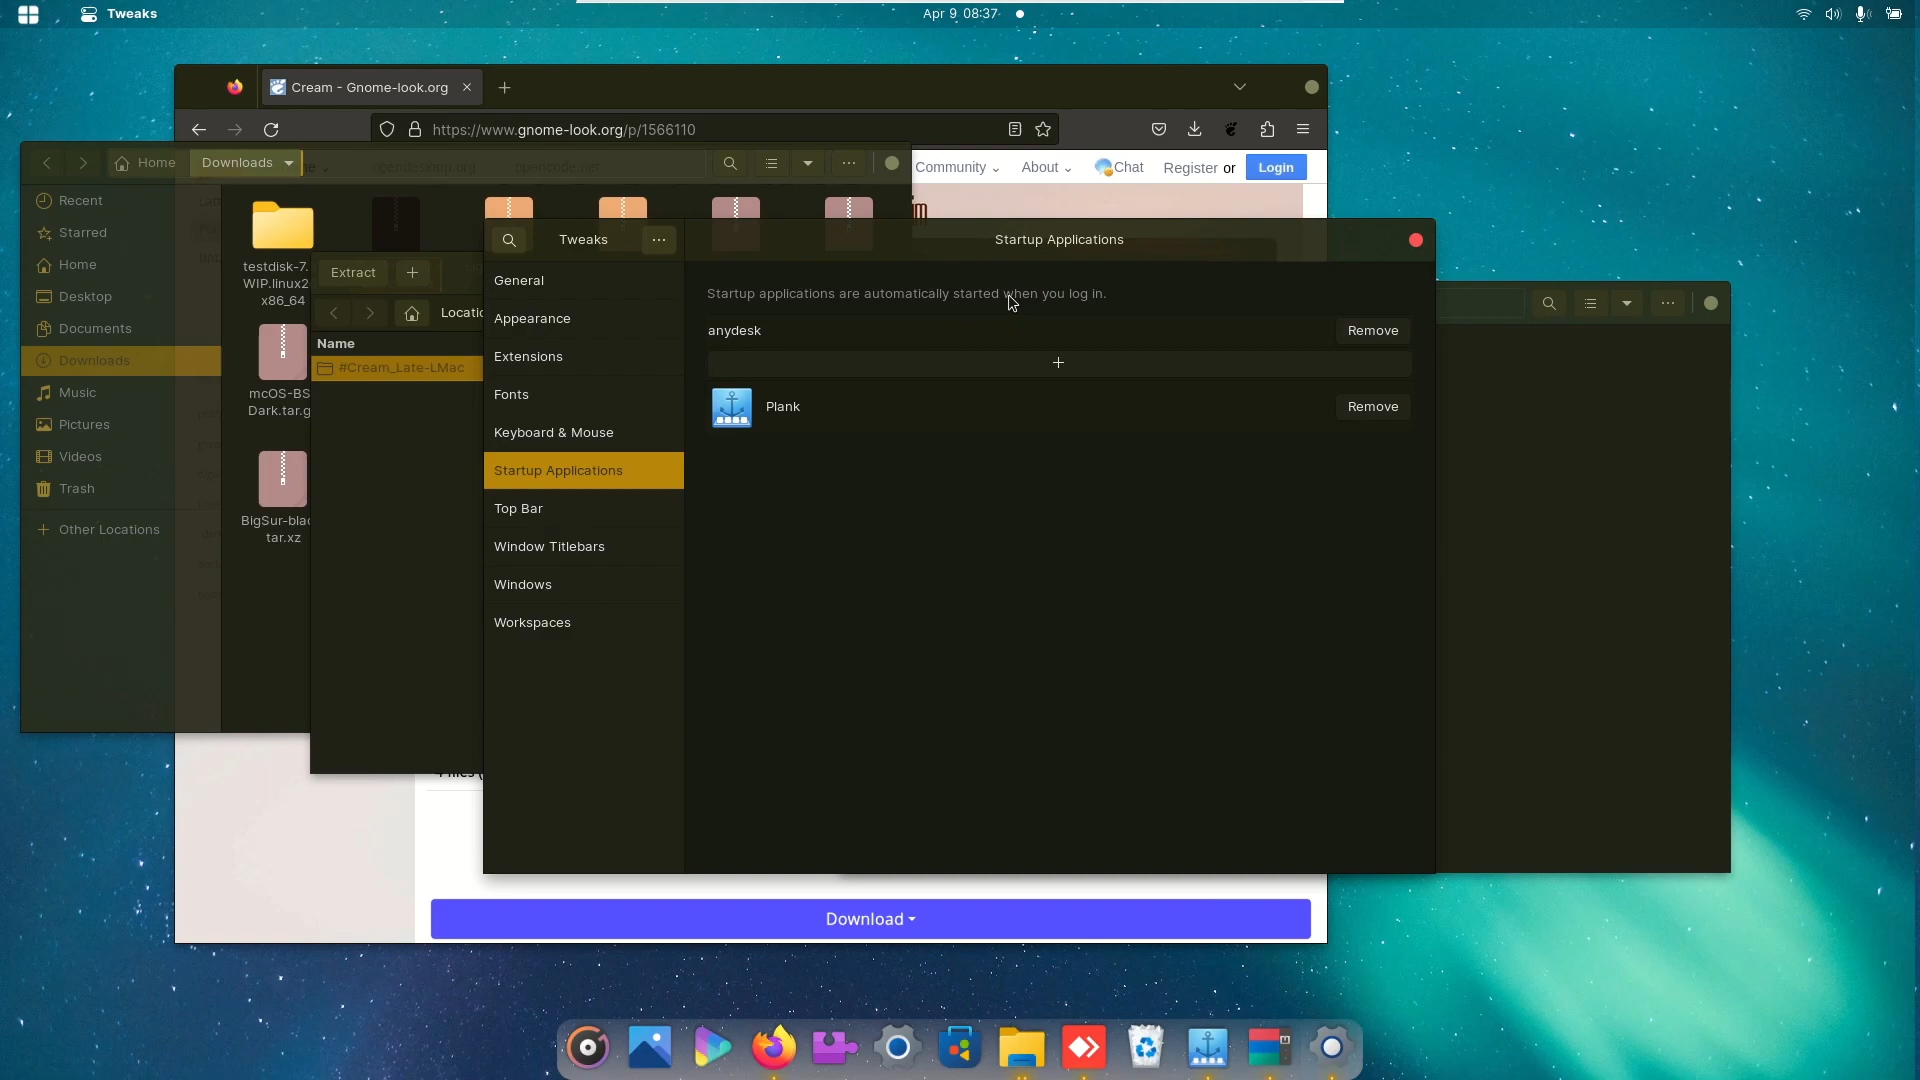 Tweaks
Apr 9 08:37
Cream - Gnome-look.org
https://www.gnome-look.org/p/1566110
Community
About
Chat
Register or
Login
Home
Downloads
Recent
Starred
Home
Desktop
Documents
Downloads
Music
Pictures
Videos
Trash
Other Locations
testdisk-7.
WIP.linux2
x86_64
mcOS-BS
Dark.tar.g
BigSur-bla
tar.xz
Extract
Locatio
Name
#Cream_Late-LMac
Tweaks
General
Appearance
Extensions
Fonts
Keyboard & Mouse
Startup Applications
Top Bar
Window Titlebars
Windows
Workspaces
Startup Applications
Startup applications are automatically started when you log in.
anydesk
Remove
Plank
Remove
Download